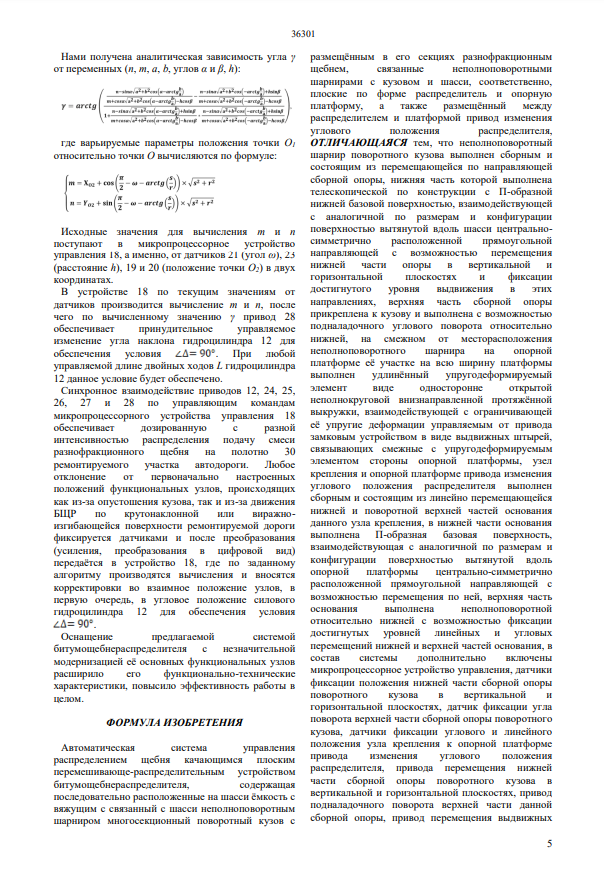 36301
Нами получена аналитическая зависимость угла γ
от переменных (n, m, a, b, углов α и β, h):
γ = arctg
где варьируемые параметры положения точки O₁
относительно точки O вычисляются по формуле:
m = X_O2 + cos(π/2 − ω − arctg(s/r)) × √s² + r²
n = Y_O2 + sin(π/2 − ω − arctg(s/r)) × √s² + r²
Исходные значения для вычисления m и n
поступают в микропроцессорное устройство
управления 18, а именно, от датчиков 21 (угол ω), 23
(расстояние h), 19 и 20 (положение точки O₂) в двух
координатах.
В устройстве 18 по текущим значениям от
датчиков производится вычисление m и n, после
чего по вычисленному значению γ привод 28
обеспечивает принудительное управляемое
изменение угла наклона гидроцилиндра 12 для
обеспечения условия ∠Δ= 90°. При любой
управляемой длине двойных ходов L гидроцилиндра
12 данное условие будет обеспечено.
Синхронное взаимодействие приводов 12, 24, 25,
26, 27 и 28 по управляющим командам
микропроцессорного устройства управления 18
обеспечивает дозированную с разной
интенсивностью распределения подачу смеси
разнофракционного щебня на полотно 30
ремонтируемого участка автодороги. Любое
отклонение от первоначально настроенных
положений функциональных узлов, происходящих
как из-за опустошения кузова, так и из-за движения
БЩР по крутонаклонной или виражно-
изгибающейся поверхности ремонтируемой дороги
фиксируется датчиками и после преобразования
(усиления, преобразования в цифровой вид)
передаётся в устройство 18, где по заданному
алгоритму производятся вычисления и вносятся
корректировки во взаимное положение узлов, в
первую очередь, в угловое положение силового
гидроцилиндра 12 для обеспечения условия
∠Δ= 90°.
Оснащение предлагаемой системой
битумощебнераспределителя с незначительной
модернизацией её основных функциональных узлов
расширило его функционально-технические
характеристики, повысило эффективность работы в
целом.
ФОРМУЛА ИЗОБРЕТЕНИЯ
Автоматическая система управления
распределением щебня качающимся плоским
перемешивающе-распределительным устройством
битумощебнераспределителя, содержащая
последовательно расположенные на шасси ёмкость с
вяжущим с связанный с шасси неполноповоротным
шарниром многосекционный поворотный кузов с
размещённым в его секциях разнофракционным
щебнем, связанные неполноповоротными
шарнирами с кузовом и шасси, соответственно,
плоские по форме распределитель и опорную
платформу, а также размещённый между
распределителем и платформой привод изменения
углового положения распределителя,
ОТЛИЧАЮЩАЯСЯ тем, что неполноповоротный
шарнир поворотного кузова выполнен сборным и
состоящим из перемещающейся по направляющей
сборной опоры, нижняя часть которой выполнена
телескопической по конструкции с П-образной
нижней базовой поверхностью, взаимодействующей
с аналогичной по размерам и конфигурации
поверхностью вытянутой вдоль шасси центрально-
симметрично расположенной прямоугольной
направляющей с возможностью перемещения
нижней части опоры в вертикальной и
горизонтальной плоскостях и фиксации
достигнутого уровня выдвижения в этих
направлениях, верхняя часть сборной опоры
прикреплена к кузову и выполнена с возможностью
подналадочного углового поворота относительно
нижней, на смежном от месторасположения
неполноповоротного шарнира на опорной
платформе её участке на всю ширину платформы
выполнен удлинённый упругодеформируемый
элемент виде односторонне открытой
неполнокруговой внизнаправленной протяжённой
выкружки, взаимодействующей с ограничивающей
её упругие деформации управляемым от привода
замковым устройством в виде выдвижных штырей,
связывающих смежные с упругодеформируемым
элементом стороны опорной платформы, узел
крепления и опорной платформе привода изменения
углового положения распределителя выполнен
сборным и состоящим из линейно перемещающейся
нижней и поворотной верхней частей основания
данного узла крепления, в нижней части основания
выполнена П-образная базовая поверхность,
взаимодействующая с аналогичной по размерам и
конфигурации поверхностью вытянутой вдоль
опорной платформы центрально-симметрично
расположенной прямоугольной направляющей с
возможностью перемещения по ней, верхняя часть
основания выполнена неполноповоротной
относительно нижней с возможностью фиксации
достигнутых уровней линейных и угловых
перемещений нижней и верхней частей основания, в
состав системы дополнительно включены
микропроцессорное устройство управления, датчики
фиксации положения нижней части сборной опоры
поворотного кузова в вертикальной и
горизонтальной плоскостях, датчик фиксации угла
поворота верхней части сборной опоры поворотного
кузова, датчики фиксации углового и линейного
положения узла крепления к опорной платформе
привода изменения углового положения
распределителя, привода перемещения нижней
части сборной опоры поворотного кузова в
вертикальной и горизонтальной плоскостях, привод
подналадочного поворота верхней части данной
сборной опоры, привод перемещения выдвижных
5